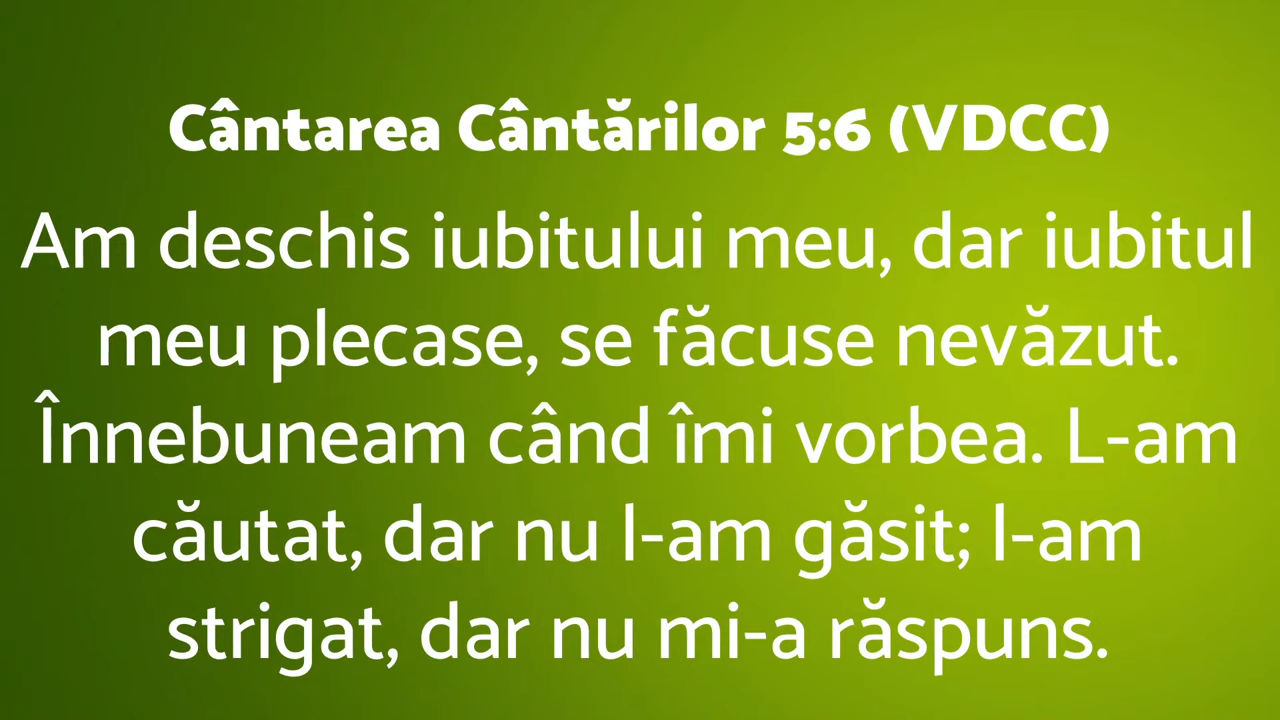 Cântarea Cântărilor 5:6 (VDCC)
Am deschis iubitului meu, dar iubitul
meu plecase, se făcuse nevăzut.
Înnebuneam când îmi vorbea. L-am
căutat, dar nu l-am găsit; l-am
strigat, dar nu mi-a răspuns.